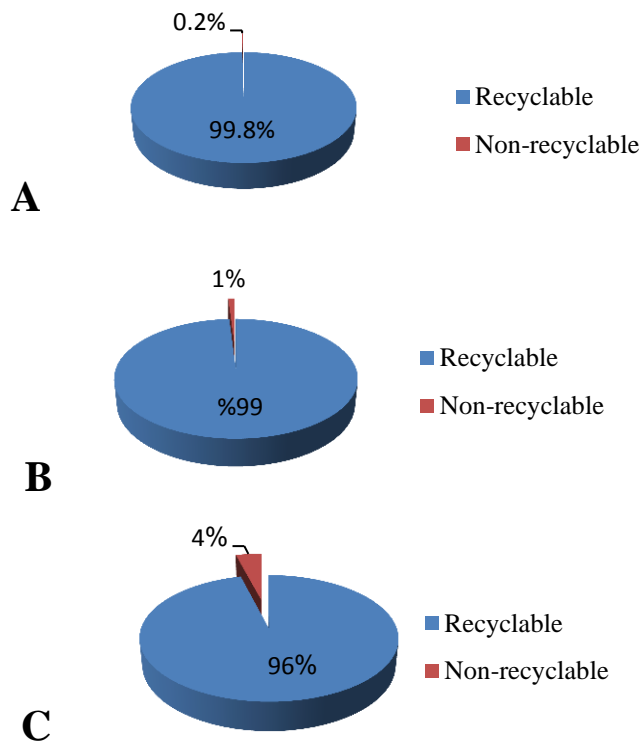 0.2%
99.8%
Recyclable
Non-recyclable
A
1%
%99
Recyclable
Non-recyclable
B
4%
96%
Recyclable
Non-recyclable
C